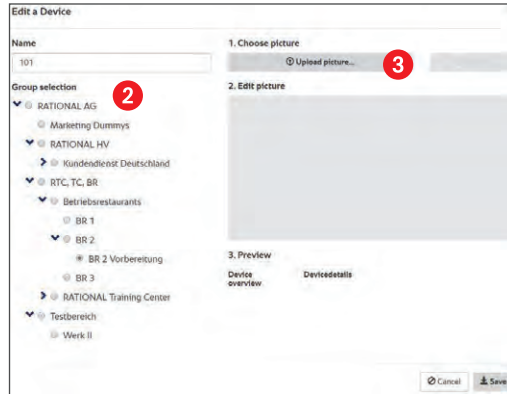 Edit a Device
Name
101
Group selection
2
RATIONAL AG
Marketing Dummys
RATIONAL HV
Kundendienst Deutschland
RTC, TC, BR
Betriebsrestaurants
BR 1
BR 2
BR 2 Vorbereitung
BR 3
RATIONAL Training Center
Testbereich
Werk II
1. Choose picture
Upload picture...
3
2. Edit picture
3. Preview
Device overview
Devicedetails
Cancel
Save